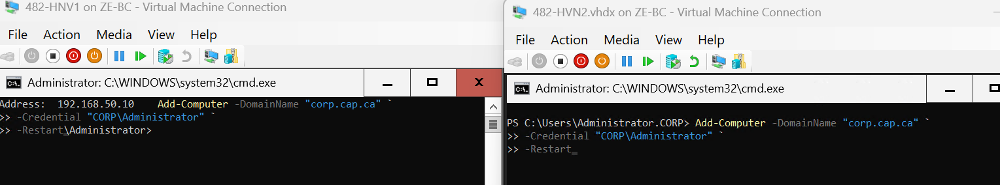 482-HNV1 on ZE-BC - Virtual Machine Connection
File Action Media View Help
Administrator: C:\WINDOWS\system32\cmd.exe
Address:  192.168.50.10    Add-Computer -DomainName "corp.cap.ca" `
>> -Credential "CORP\Administrator" `
>> -Restart\Administrator>
482-HVN2.vhdx on ZE-BC - Virtual Machine Connection
File Action Media View Help
Administrator: C:\WINDOWS\system32\cmd.exe
PS C:\Users\Administrator.CORP> Add-Computer -DomainName "corp.cap.ca" `
>> -Credential "CORP\Administrator" `
>> -Restart_